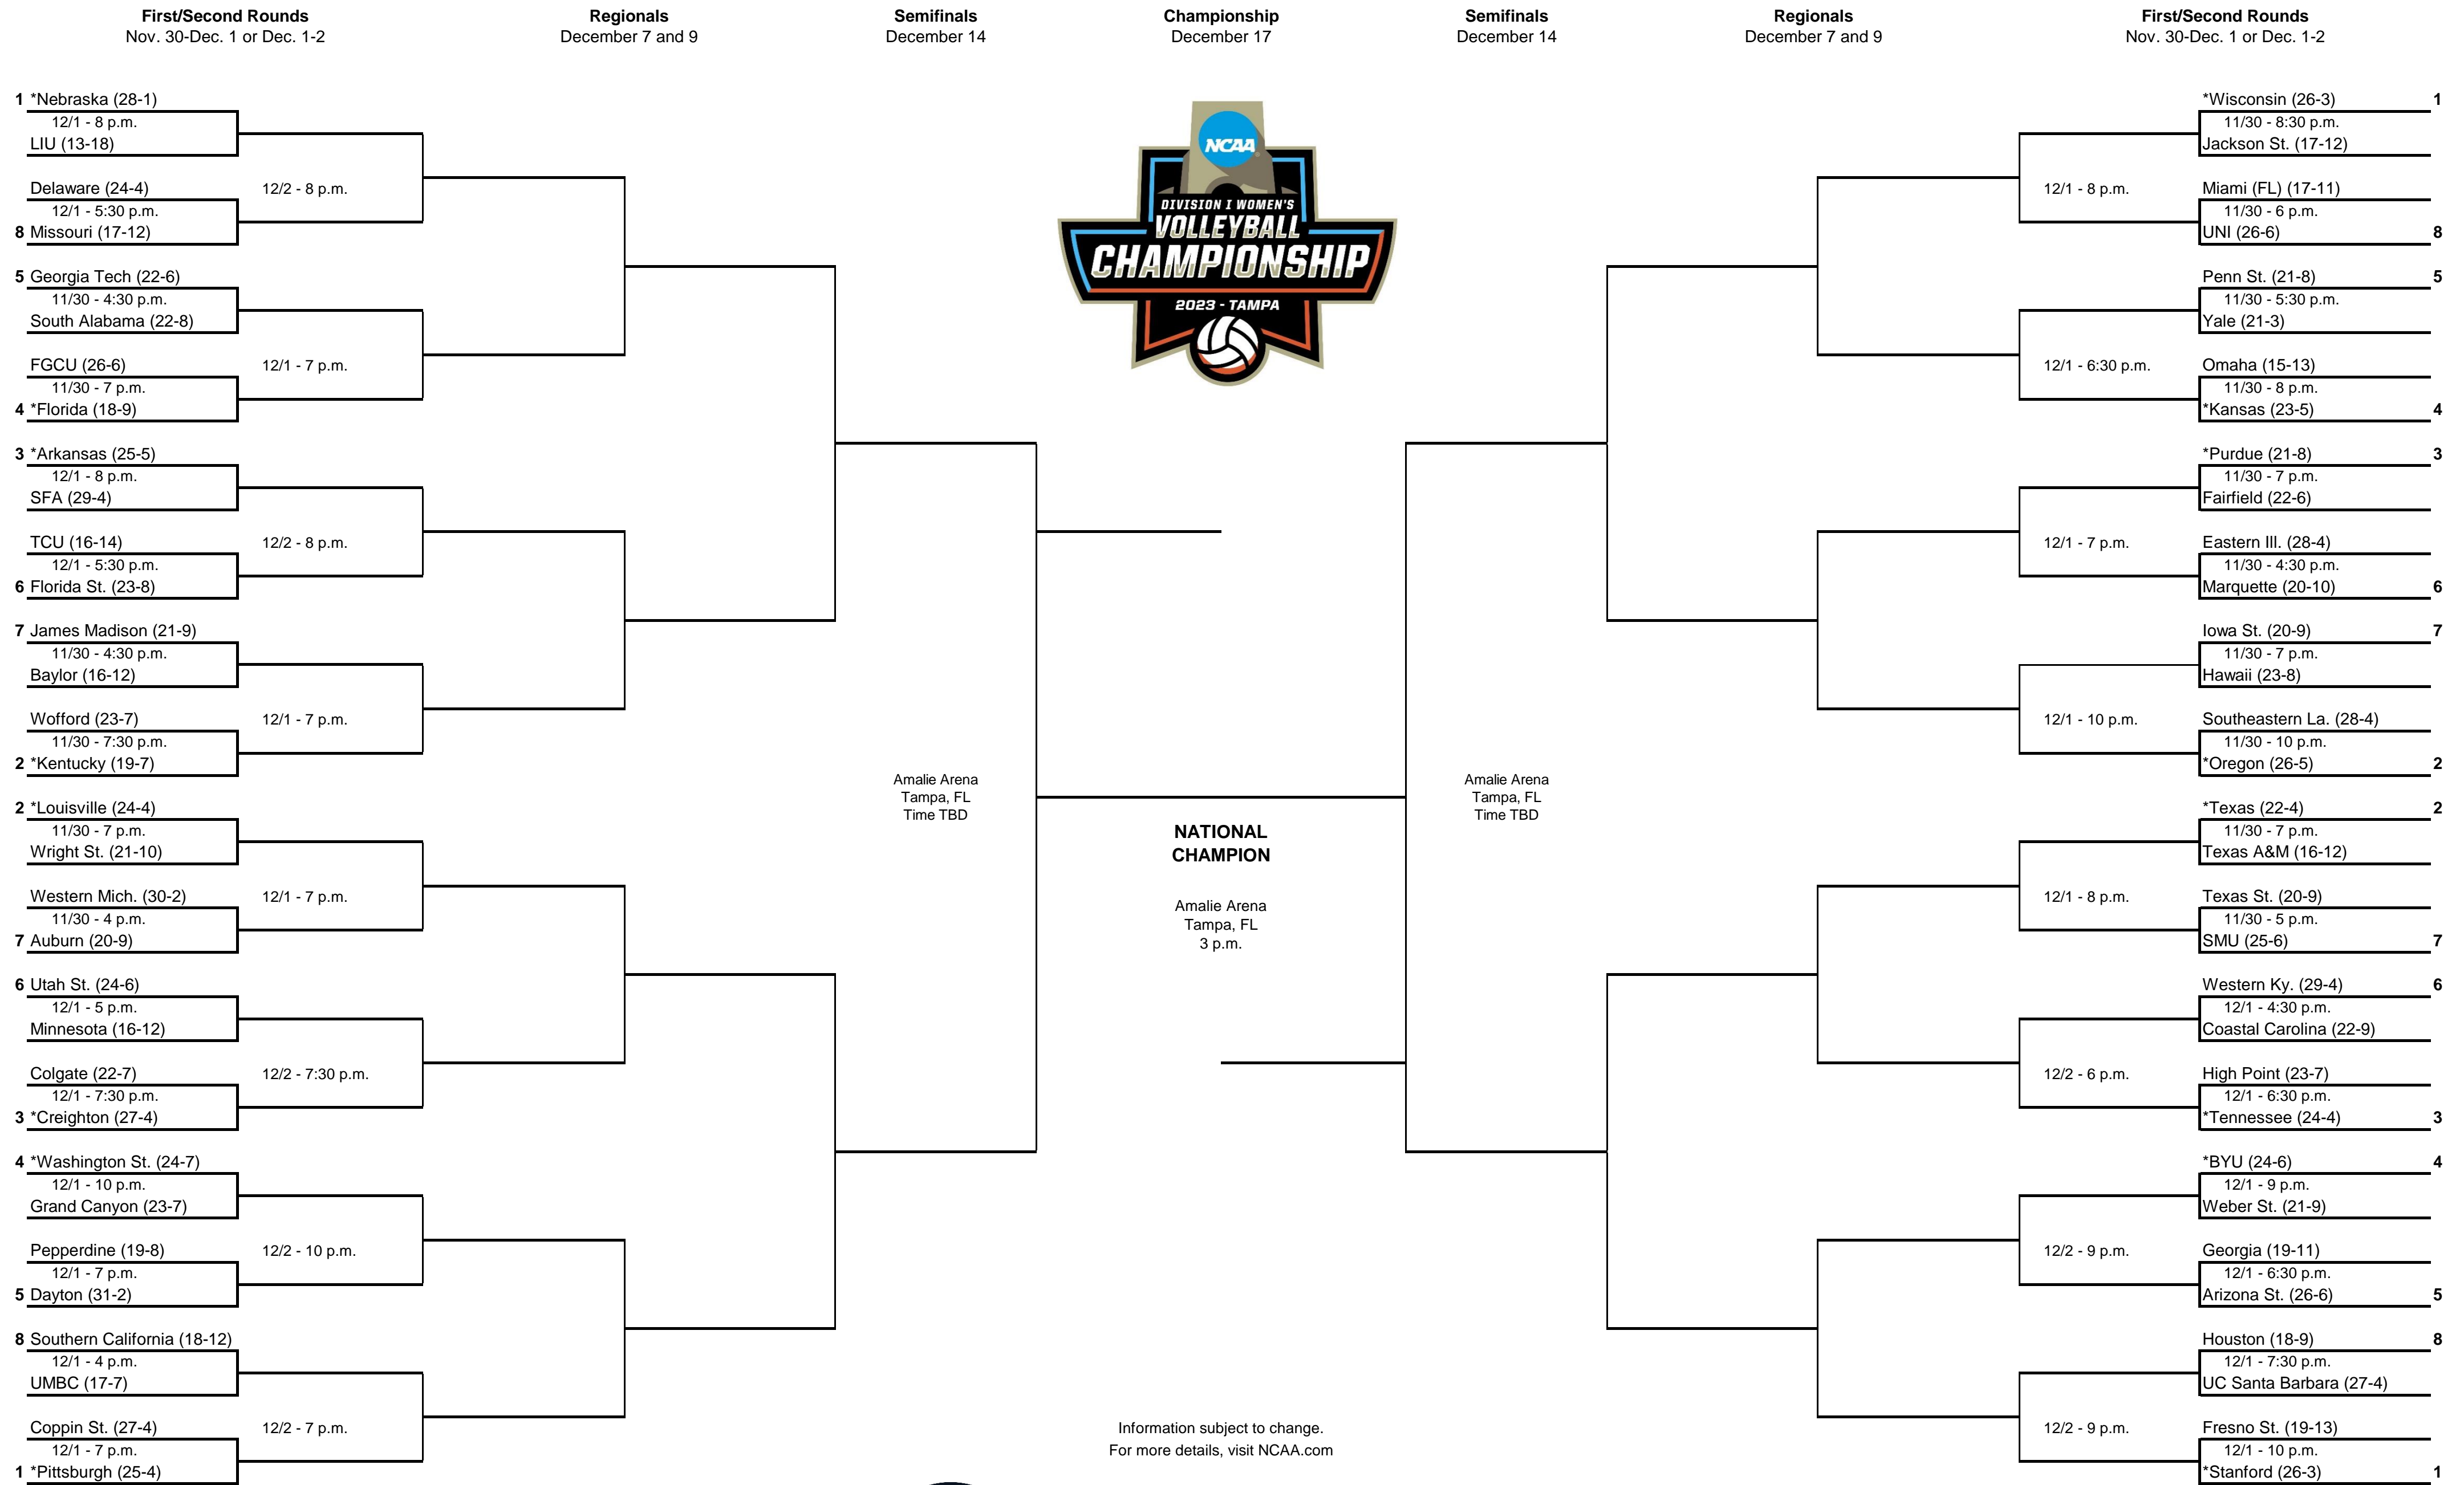 First/Second Rounds
Nov. 30-Dec. 1 or Dec. 1-2
Regionals
December 7 and 9
Semifinals
December 14
Championship
December 17
Semifinals
December 14
Regionals
December 7 and 9
First/Second Rounds
Nov. 30-Dec. 1 or Dec. 1-2
1 *Nebraska (28-1)
12/1 - 8 p.m.
LIU (13-18)
12/2 - 8 p.m.
Delaware (24-4)
12/1 - 5:30 p.m.
8 Missouri (17-12)
5 Georgia Tech (22-6)
11/30 - 4:30 p.m.
South Alabama (22-8)
12/1 - 7 p.m.
FGCU (26-6)
11/30 - 7 p.m.
4 *Florida (18-9)
3 *Arkansas (25-5)
12/1 - 8 p.m.
SFA (29-4)
12/2 - 8 p.m.
TCU (16-14)
12/1 - 5:30 p.m.
6 Florida St. (23-8)
7 James Madison (21-9)
11/30 - 4:30 p.m.
Baylor (16-12)
12/1 - 7 p.m.
Wofford (23-7)
11/30 - 7:30 p.m.
2 *Kentucky (19-7)
2 *Louisville (24-4)
11/30 - 7 p.m.
Wright St. (21-10)
12/1 - 7 p.m.
Western Mich. (30-2)
11/30 - 4 p.m.
7 Auburn (20-9)
6 Utah St. (24-6)
12/1 - 5 p.m.
Minnesota (16-12)
12/2 - 7:30 p.m.
Colgate (22-7)
12/1 - 7:30 p.m.
3 *Creighton (27-4)
4 *Washington St. (24-7)
12/1 - 10 p.m.
Grand Canyon (23-7)
12/2 - 10 p.m.
Pepperdine (19-8)
12/1 - 7 p.m.
5 Dayton (31-2)
8 Southern California (18-12)
12/1 - 4 p.m.
UMBC (17-7)
12/2 - 7 p.m.
Coppin St. (27-4)
12/1 - 7 p.m.
1 *Pittsburgh (25-4)
Amalie Arena
Tampa, FL
Time TBD
NCAA
DIVISION I WOMEN'S
VOLLEYBALL
CHAMPIONSHIP
2023 - TAMPA
NATIONAL
CHAMPION
Amalie Arena
Tampa, FL
3 p.m.
Information subject to change.
For more details, visit NCAA.com
Amalie Arena
Tampa, FL
Time TBD
*Wisconsin (26-3) 1
11/30 - 8:30 p.m.
Jackson St. (17-12)
12/1 - 8 p.m.
Miami (FL) (17-11)
11/30 - 6 p.m.
UNI (26-6) 8
Penn St. (21-8) 5
11/30 - 5:30 p.m.
Yale (21-3)
12/1 - 6:30 p.m.
Omaha (15-13)
11/30 - 8 p.m.
*Kansas (23-5) 4
*Purdue (21-8) 3
11/30 - 7 p.m.
Fairfield (22-6)
12/1 - 7 p.m.
Eastern Ill. (28-4)
11/30 - 4:30 p.m.
Marquette (20-10) 6
Iowa St. (20-9) 7
11/30 - 7 p.m.
Hawaii (23-8)
12/1 - 10 p.m.
Southeastern La. (28-4)
11/30 - 10 p.m.
*Oregon (26-5) 2
*Texas (22-4) 2
11/30 - 7 p.m.
Texas A&M (16-12)
12/1 - 8 p.m.
Texas St. (20-9)
11/30 - 5 p.m.
SMU (25-6) 7
Western Ky. (29-4) 6
12/1 - 4:30 p.m.
Coastal Carolina (22-9)
12/2 - 6 p.m.
High Point (23-7)
12/1 - 6:30 p.m.
*Tennessee (24-4) 3
*BYU (24-6) 4
12/1 - 9 p.m.
Weber St. (21-9)
12/2 - 9 p.m.
Georgia (19-11)
12/1 - 6:30 p.m.
Arizona St. (26-6) 5
Houston (18-9) 8
12/1 - 7:30 p.m.
UC Santa Barbara (27-4)
12/2 - 9 p.m.
Fresno St. (19-13)
12/1 - 10 p.m.
*Stanford (26-3) 1